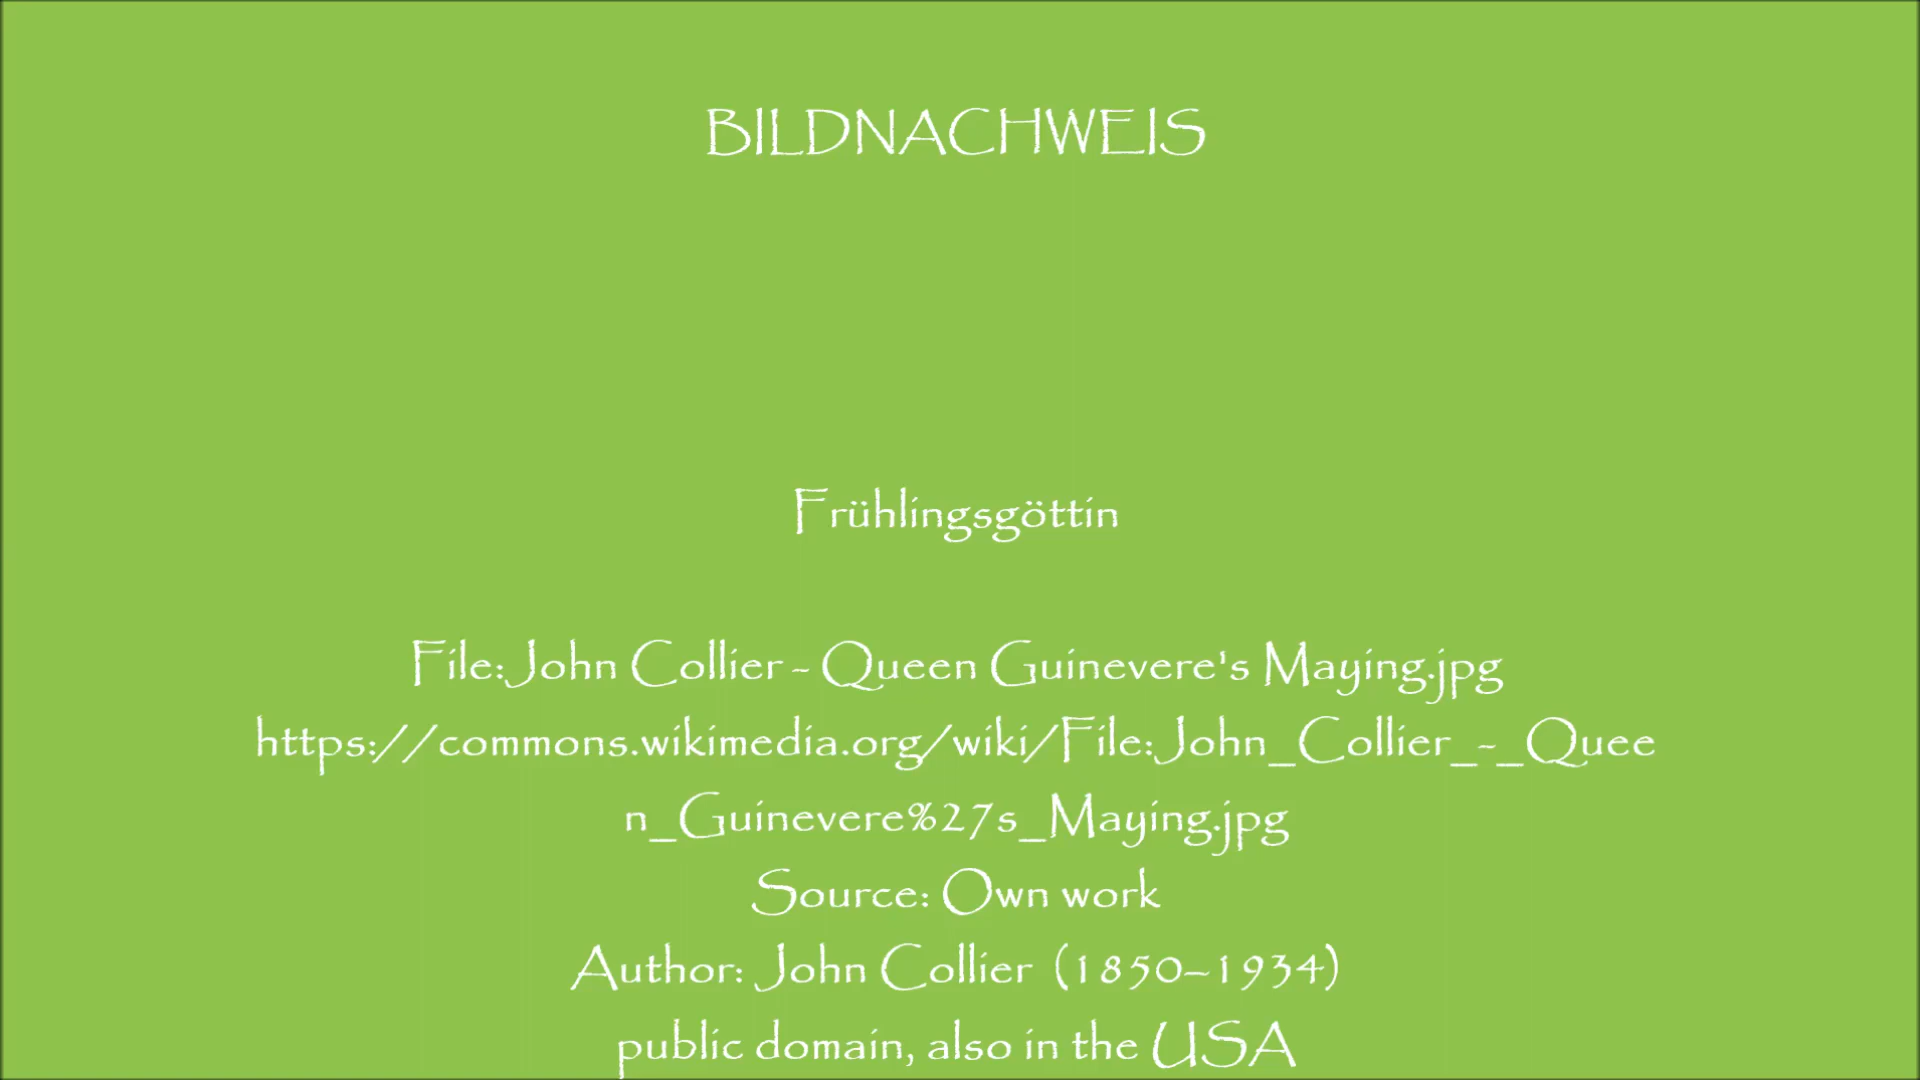 BILDNACHWEIS
Frühlingsgöttin
File:John Collier - Queen Guinevere's Maying.jpg
https://commons.wikimedia.org/wiki/File:John_Collier_-_Quee
n_Guinevere%27s_Maying.jpg
Source: Own work
Author: John Collier (1850–1934)
public domain, also in the USA